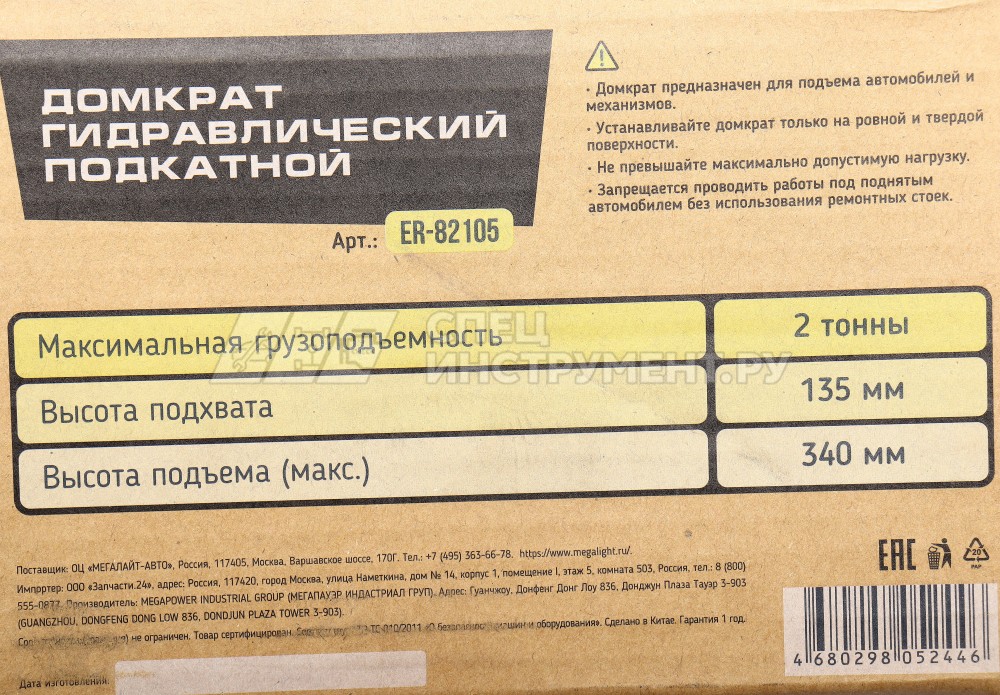 ДОМКРАТ
ГИДРАВЛИЧЕСКИЙ
ПОДКАТНОЙ
Арт.: ER-82105
· Домкрат предназначен для подъема автомобилей и
механизмов.
· Устанавливайте домкрат только на ровной и твердой
поверхности.
· Не превышайте максимально допустимую нагрузку.
· Запрещается проводить работы под поднятым
автомобилем без использования ремонтных стоек.
Максимальная грузоподъемность 2 тонны
Высота подхвата 135 мм
Высота подъема (макс.) 340 мм
СПЕЦ
ИНСТРУМЕНТ.РУ
Поставщик: ОЦ «МЕГАЛАЙТ-АВТО», Россия, 117405, Москва, Варшавское шоссе, 170Г. Тел.: +7 (495) 363-66-78. https://www.megalight.ru/.
Импортер: ООО «Запчасти.24», адрес: Россия, 117420, город Москва, улица Наметкина, дом № 14, корпус 1, помещение I, этаж 5, комната 503, Россия, тел.: 8 (800)
555-0877. Производитель: MEGAPOWER INDUSTRIAL GROUP (МЕГАПАУЭР ИНДАСТРИАЛ ГРУП). Адрес: Гуанчжоу, Донфенг Донг Лоу 836, Донджун Плаза Тауэр 3-903
(GUANGZHOU, DONGFENG DONG LOW 836, DONDJUN PLAZA TOWER 3-903).
не ограничен. Товар сертифицирован. 010/2011 «О безопасности машин и оборудования». Сделано в Китае. Гарантия 1 год.
Дата изготовления:
EAC
20
PAP
4 680298 052446